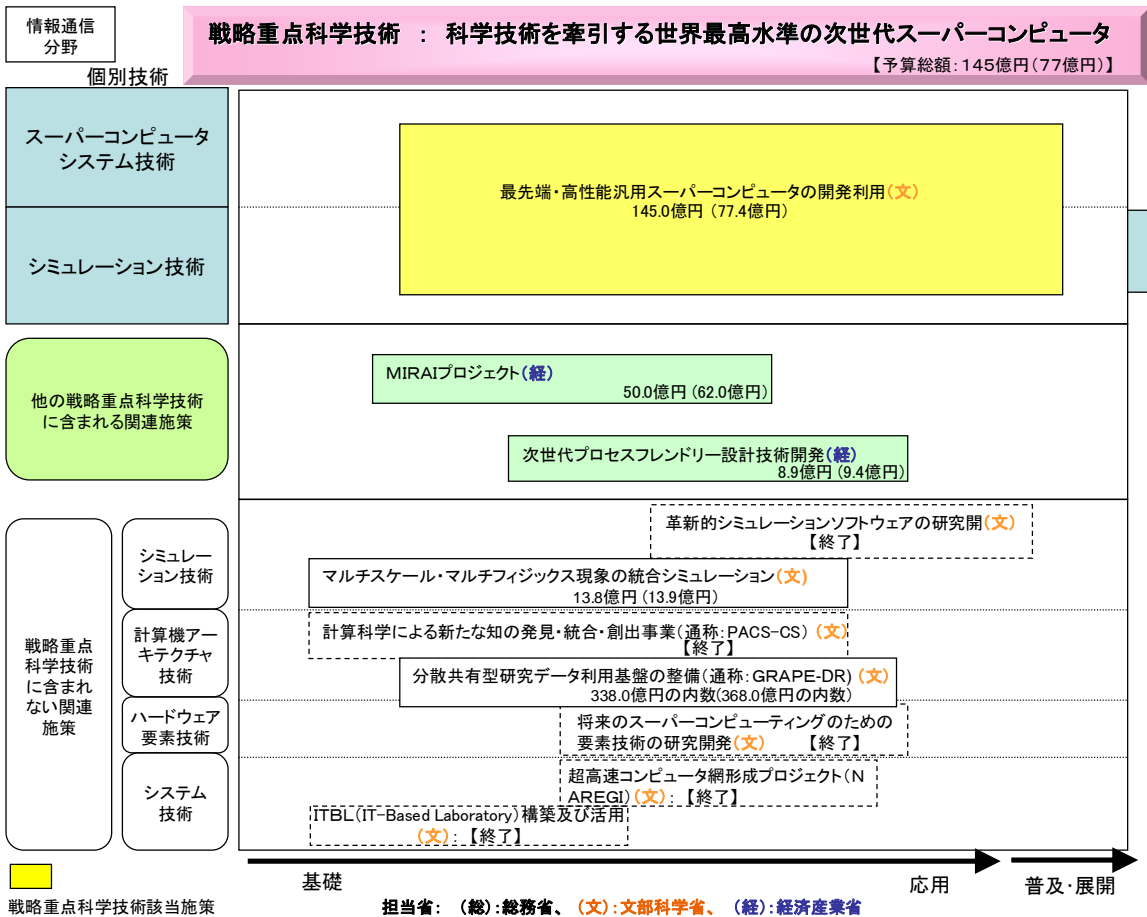 情報通信
分野
戦略重点科学技術 ： 科学技術を牽引する世界最高水準の次世代スーパーコンピュータ
【予算総額：145億円（77億円）】
個別技術
スーパーコンピュータ
システム技術
最先端・高性能汎用スーパーコンピュータの開発利用(文)
145.0億円 （77.4億円）
シミュレーション技術
他の戦略重点科学技術
に含まれる関連施策
MIRAIプロジェクト(経)
50.0億円 （62.0億円）
次世代プロセスフレンドリー設計技術開発(経)
8.9億円 （9.4億円）
戦略重点
科学技術
に含まれ
ない関連
施策
シミュレー
ション技術
革新的シミュレーションソフトウェアの研究開(文)
【終了】
マルチスケール・マルチフィジックス現象の統合シミュレーション(文)
13.8億円 （13.9億円）
計算機アー
キテクチャ
技術
計算科学による新たな知の発見・統合・創出事業（通称：PACS-CS） (文)
【終了】
分散共有型研究データ利用基盤の整備（通称：GRAPE-DR) (文)
338.0億円の内数(368.0億円の内数)
ハードウェア
要素技術
将来のスーパーコンピューティングのための
要素技術の研究開発(文) 【終了】
システム
技術
超高速コンピュータ網形成プロジェクト（N
AREGI） (文)：【終了】
ITBL（IT-Based Laboratory）構築及び活用
(文)：【終了】
基礎
応用
普及・展開
戦略重点科学技術該当施策
担当省： （総）：総務省、 （文）：文部科学省、 （経）：経済産業省